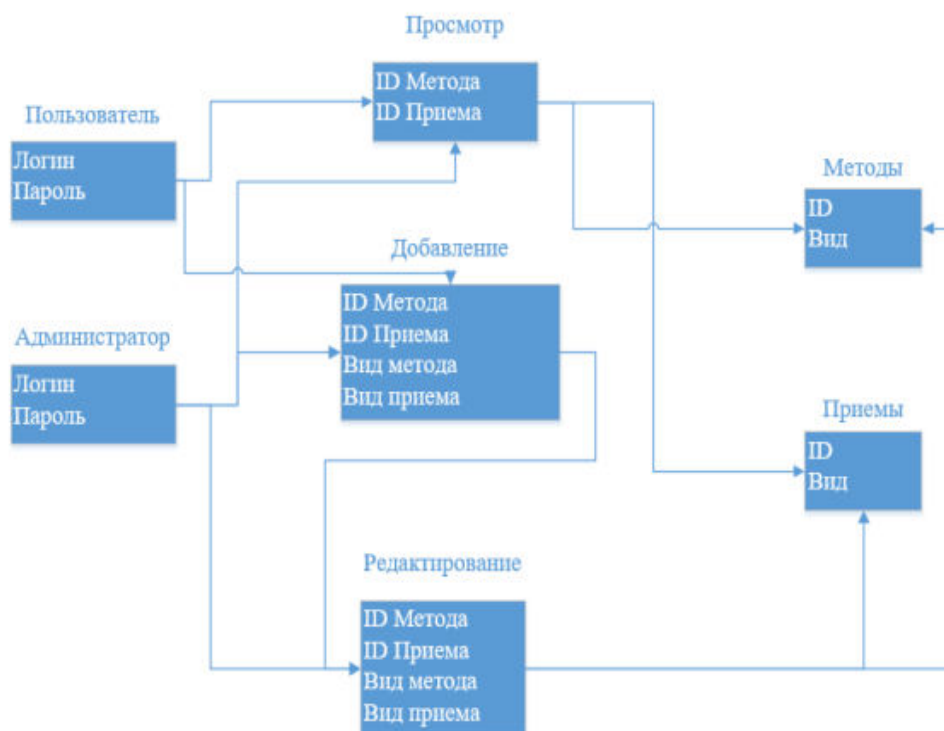 Просмотр
ID Метода
ID Приема
Пользователь
Логин
Пароль
Методы
ID
Вид
Добавление
ID Метода
ID Приема
Вид метода
Вид приема
Администратор
Логин
Пароль
Приемы
ID
Вид
Редактирование
ID Метода
ID Приема
Вид метода
Вид приема